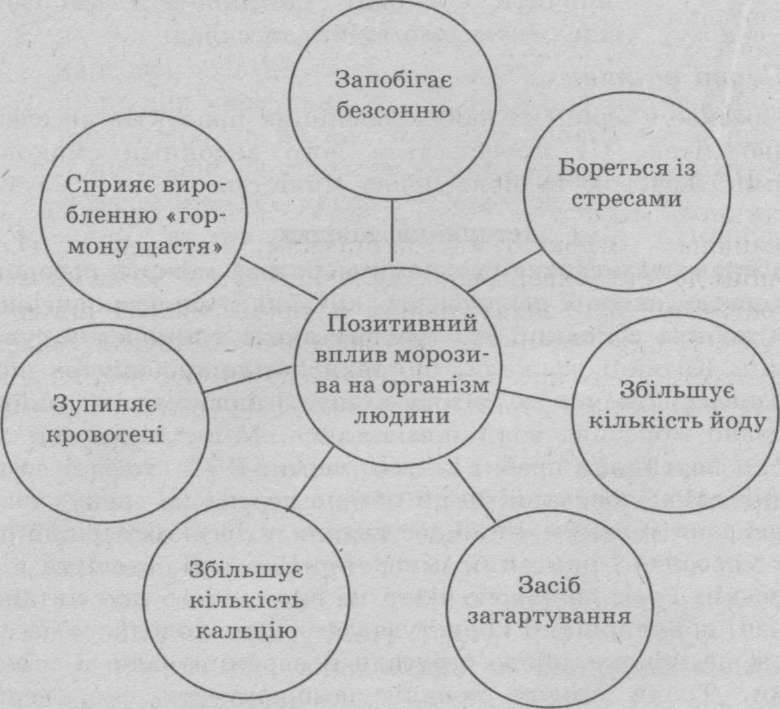 Запобігає
безсонню
Бореться із
стресами
Сприяє виро-
бленню «гор-
мону щастя»
Позитивний
вплив морози-
ва на організм
людини
Збільшує
кількість йоду
Зупиняє
кровотечі
Збільшує
кількість
кальцію
Засіб
загартування